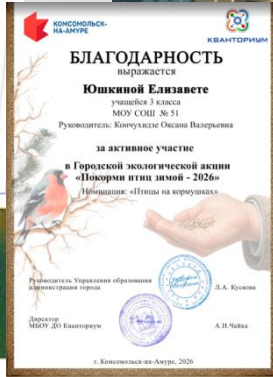 КОМСОМОЛЬСК-
НА-АМУРЕ
КВАНТОРИУМ
БЛАГОДАРНОСТЬ
выражается
Юшкиной Елизавете
учащейся 3 класса
МОУ СОШ № 51
Руководитель: Кончухидзе Оксана Валерьевна
за активное участие
в Городской экологической акции
«Покорми птиц зимой - 2026»
Номинация: «Птицы на кормушках»
Руководитель Управления образования
администрации города
Л.А. Кускова
Директор
МБОУ ДО Кванториум
А.Н.Чайка
г. Комсомольск-на-Амуре, 2026